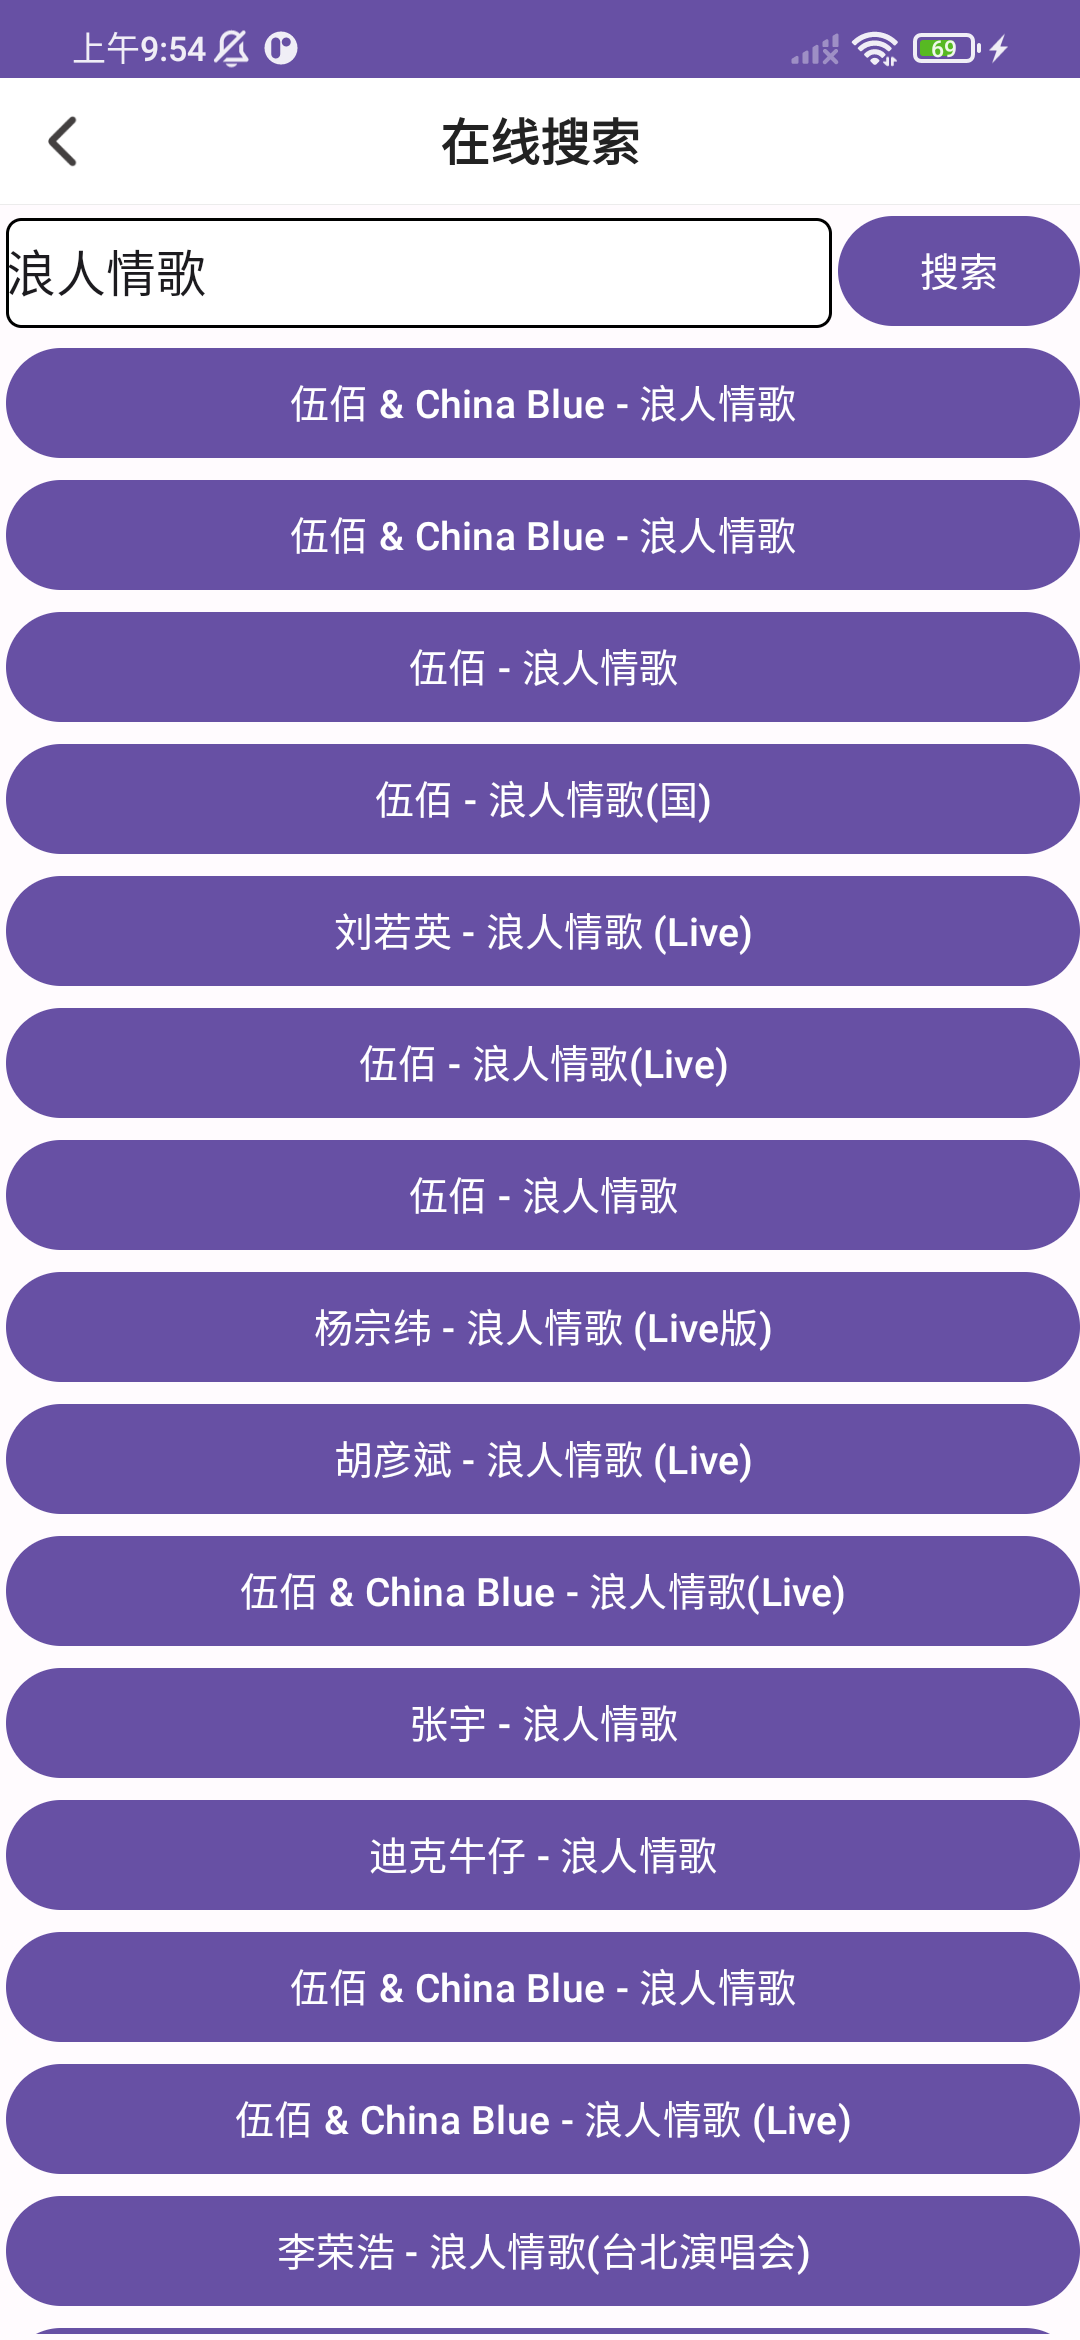 上午9:54
69
在线搜索
浪人情歌
搜索
伍佰 & China Blue - 浪人情歌
伍佰 & China Blue - 浪人情歌
伍佰 - 浪人情歌
伍佰 - 浪人情歌(国)
刘若英 - 浪人情歌 (Live)
伍佰 - 浪人情歌(Live)
伍佰 - 浪人情歌
杨宗纬 - 浪人情歌 (Live版)
胡彦斌 - 浪人情歌 (Live)
伍佰 & China Blue - 浪人情歌(Live)
张宇 - 浪人情歌
迪克牛仔 - 浪人情歌
伍佰 & China Blue - 浪人情歌
伍佰 & China Blue - 浪人情歌 (Live)
李荣浩 - 浪人情歌(台北演唱会)